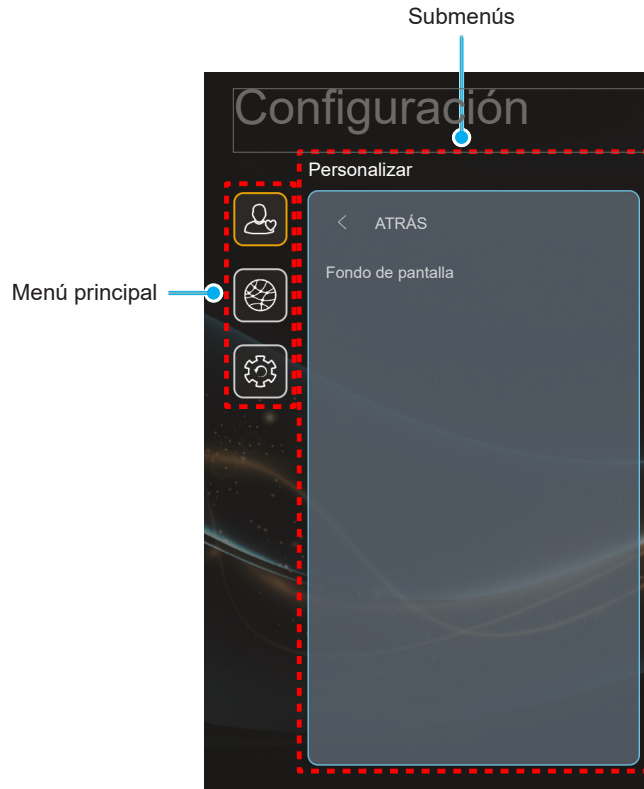 Submenús
Configuración
Personalizar
ATRÁS
Fondo de pantalla
Menú principal